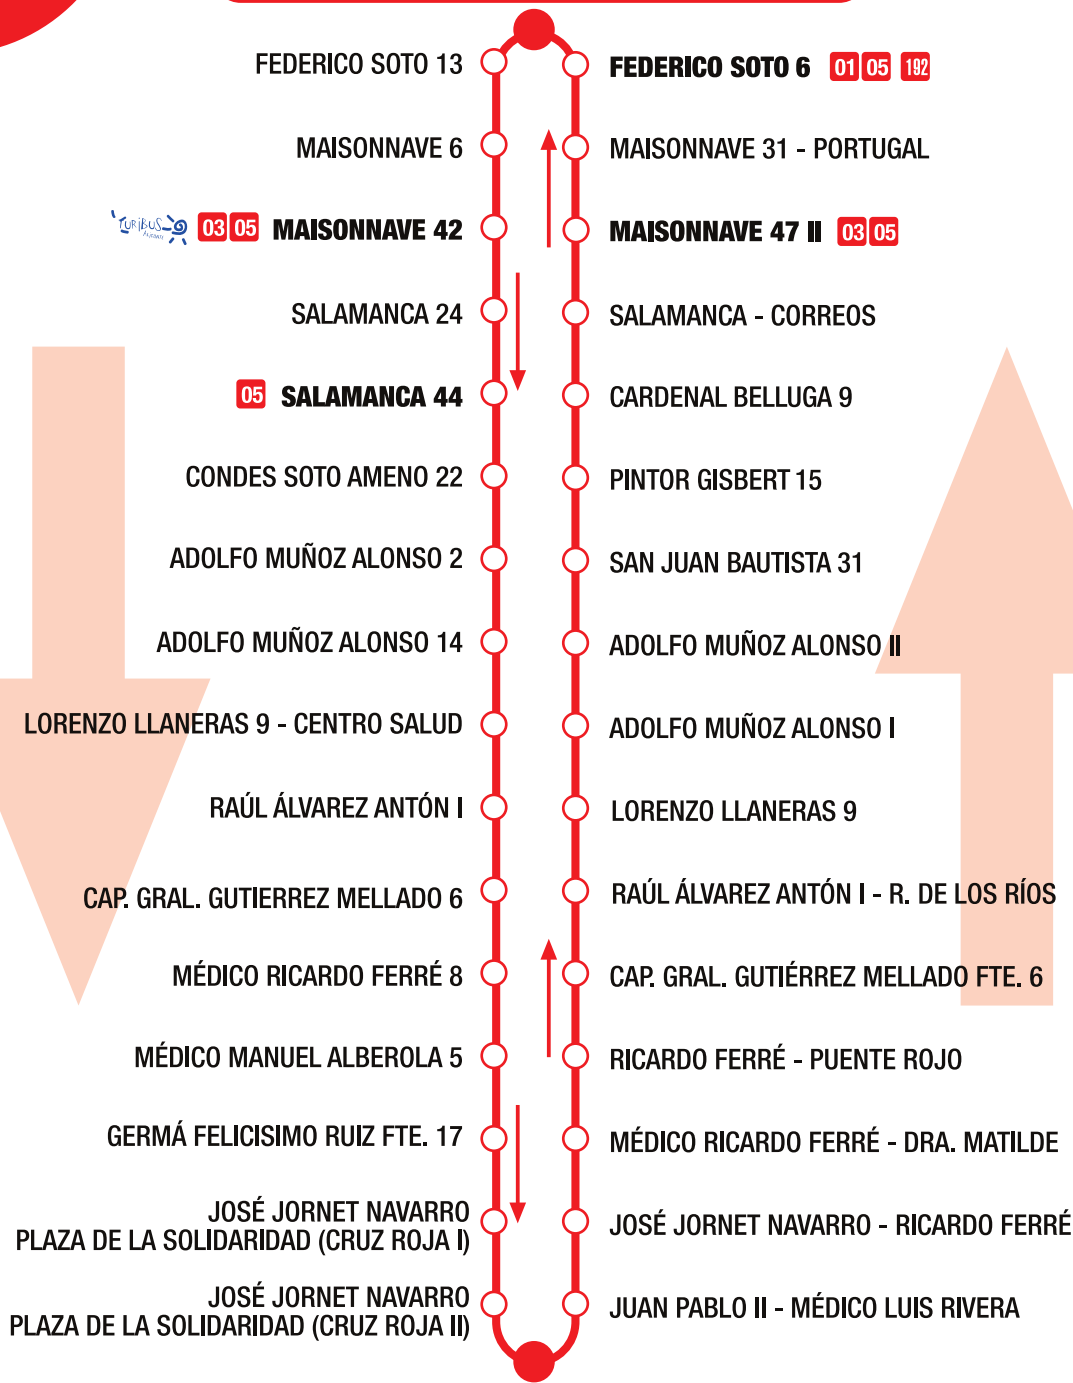 FEDERICO SOTO 13
MAISONNAVE 6
TURIBUS ALICANTE 03 05 MAISONNAVE 42
SALAMANCA 24
05 SALAMANCA 44
CONDES SOTO AMENO 22
ADOLFO MUÑOZ ALONSO 2
ADOLFO MUÑOZ ALONSO 14
LORENZO LLANERAS 9 - CENTRO SALUD
RAÚL ÁLVAREZ ANTÓN I
CAP. GRAL. GUTIERREZ MELLADO 6
MÉDICO RICARDO FERRÉ 8
MÉDICO MANUEL ALBEROLA 5
GERMÁ FELICISIMO RUIZ FTE. 17
JOSÉ JORNET NAVARRO
PLAZA DE LA SOLIDARIDAD (CRUZ ROJA I)
JOSÉ JORNET NAVARRO
PLAZA DE LA SOLIDARIDAD (CRUZ ROJA II)
FEDERICO SOTO 6 01 05 192
MAISONNAVE 31 - PORTUGAL
MAISONNAVE 47 II 03 05
SALAMANCA - CORREOS
CARDENAL BELLUGA 9
PINTOR GISBERT 15
SAN JUAN BAUTISTA 31
ADOLFO MUÑOZ ALONSO II
ADOLFO MUÑOZ ALONSO I
LORENZO LLANERAS 9
RAÚL ÁLVAREZ ANTÓN I - R. DE LOS RÍOS
CAP. GRAL. GUTIÉRREZ MELLADO FTE. 6
RICARDO FERRÉ - PUENTE ROJO
MÉDICO RICARDO FERRÉ - DRA. MATILDE
JOSÉ JORNET NAVARRO - RICARDO FERRÉ
JUAN PABLO II - MÉDICO LUIS RIVERA